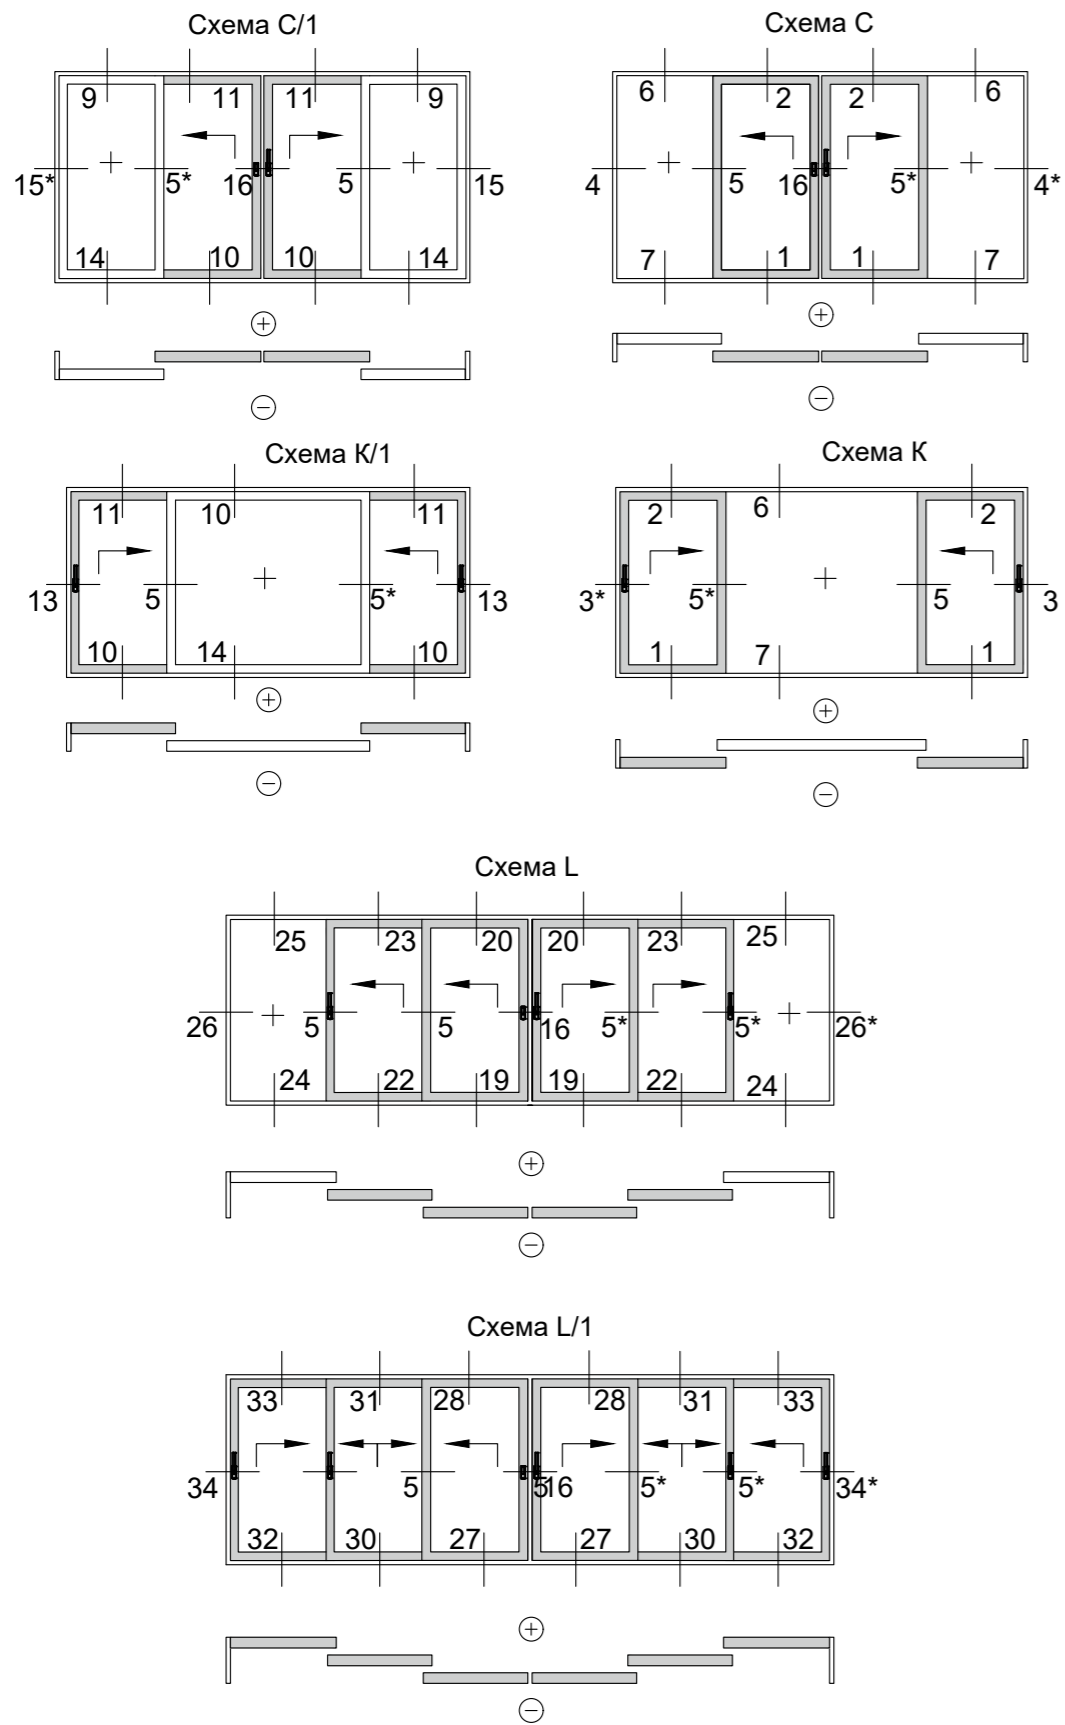 Схема С/1
9 11 11 9
15* 5* 16 5 15
14 10 10 14
+
−
Схема С
6 2 2 6
4 5 16 5* 4*
7 1 1 7
+
−
Схема К/1
11 10 11
13 5 5* 13
10 14 10
+
−
Схема К
2 6 2
3* 5* 5 3
1 7 1
+
−
Схема L
25 23 20 20 23 25
26 5 5 16 5* 5* 26*
24 22 19 19 22 24
+
−
Схема L/1
33 31 28 28 31 33
34 5 5 16 5* 5* 34*
32 30 27 27 30 32
+
−